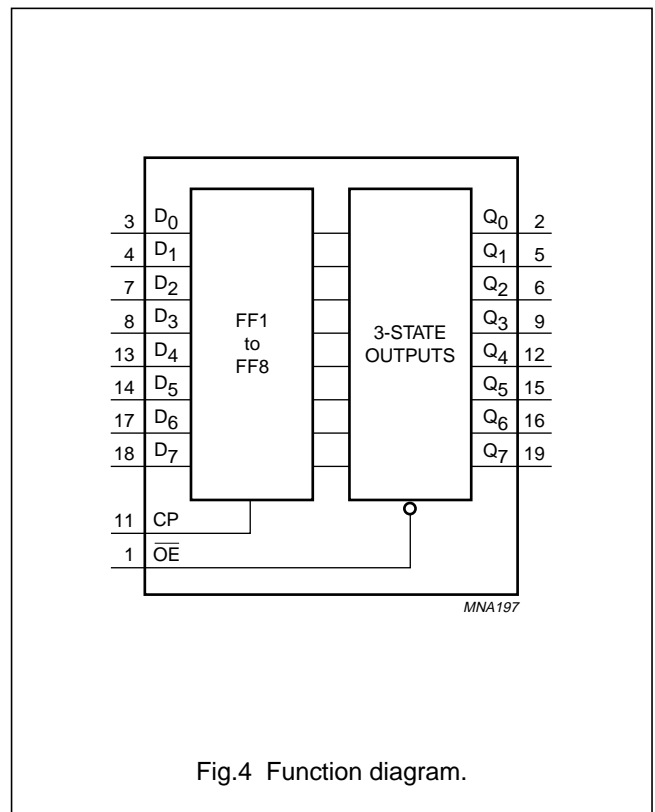 3 D0 Q0 2
4 D1 Q1 5
7 D2 Q2 6
8 D3 Q3 9
FF1
to
FF8
3-STATE
OUTPUTS
13 D4 Q4 12
14 D5 Q5 15
17 D6 Q6 16
18 D7 Q7 19
11 CP
1 O̅E̅
MNA197
Fig.4 Function diagram.